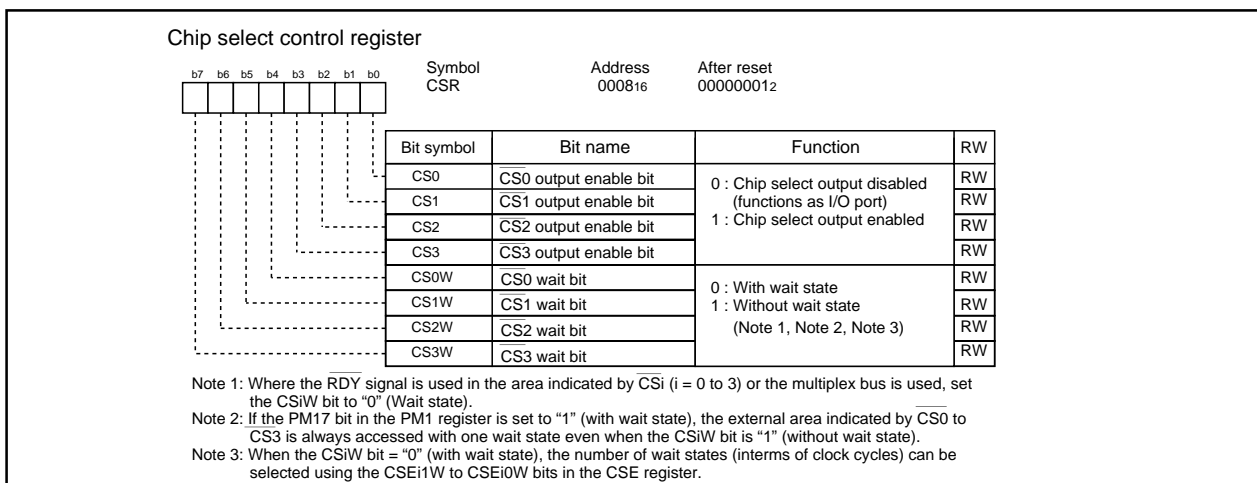 Chip select control register
b7 b6 b5 b4 b3 b2 b1 b0
Symbol Address After reset
CSR 000816 000000012
Bit symbol Bit name Function RW
CS0 CS0 output enable bit RW
CS1 CS1 output enable bit RW
CS2 CS2 output enable bit RW
CS3 CS3 output enable bit RW
0 : Chip select output disabled
(functions as I/O port)
1 : Chip select output enabled
CS0W CS0 wait bit RW
CS1W CS1 wait bit RW
CS2W CS2 wait bit RW
CS3W CS3 wait bit RW
0 : With wait state
1 : Without wait state
(Note 1, Note 2, Note 3)
Note 1: Where the RDY signal is used in the area indicated by CSi (i = 0 to 3) or the multiplex bus is used, set
the CSiW bit to “0” (Wait state).
Note 2: If the PM17 bit in the PM1 register is set to “1” (with wait state), the external area indicated by CS0 to
CS3 is always accessed with one wait state even when the CSiW bit is “1” (without wait state).
Note 3: When the CSiW bit = “0” (with wait state), the number of wait states (interms of clock cycles) can be
selected using the CSEi1W to CSEi0W bits in the CSE register.